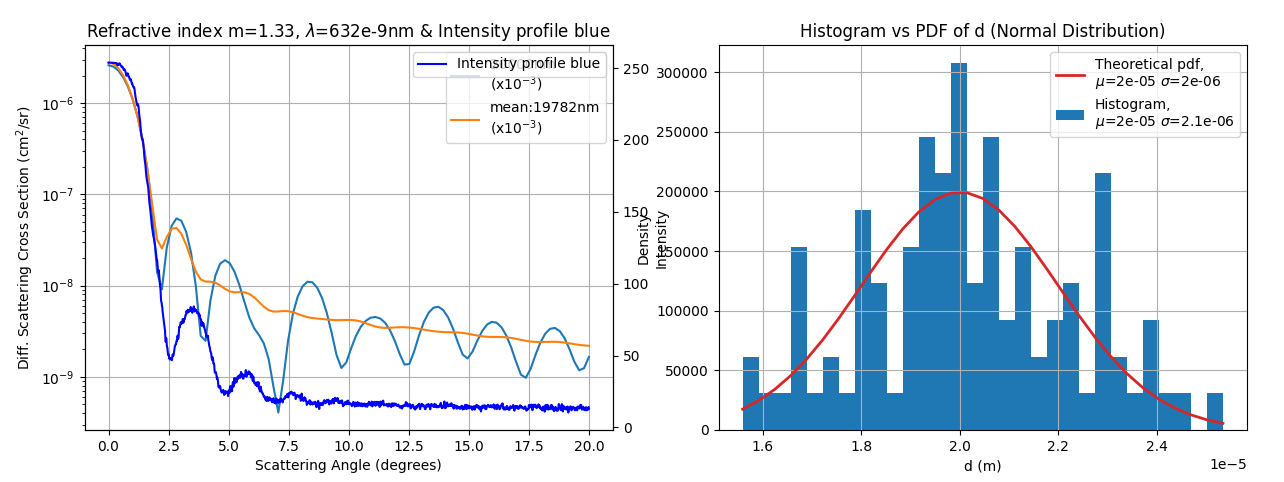 Refractive index m=1.33, λ=632e-9nm & Intensity profile blue
Intensity profile blue
(x10⁻³)
mean:19782nm
(x10⁻³)
Diff. Scattering Cross Section (cm²/sr)
10⁻⁶
10⁻⁷
10⁻⁸
10⁻⁹
0.0 2.5 5.0 7.5 10.0 12.5 15.0 17.5 20.0
Scattering Angle (degrees)
250
200
150
100
50
0
Intensity
Histogram vs PDF of d (Normal Distribution)
Theoretical pdf,
μ=2e-05 σ=2e-06
Histogram,
μ=2e-05 σ=2.1e-06
Density
300000
250000
200000
150000
100000
50000
0
1.6 1.8 2.0 2.2 2.4
1e−5
d (m)